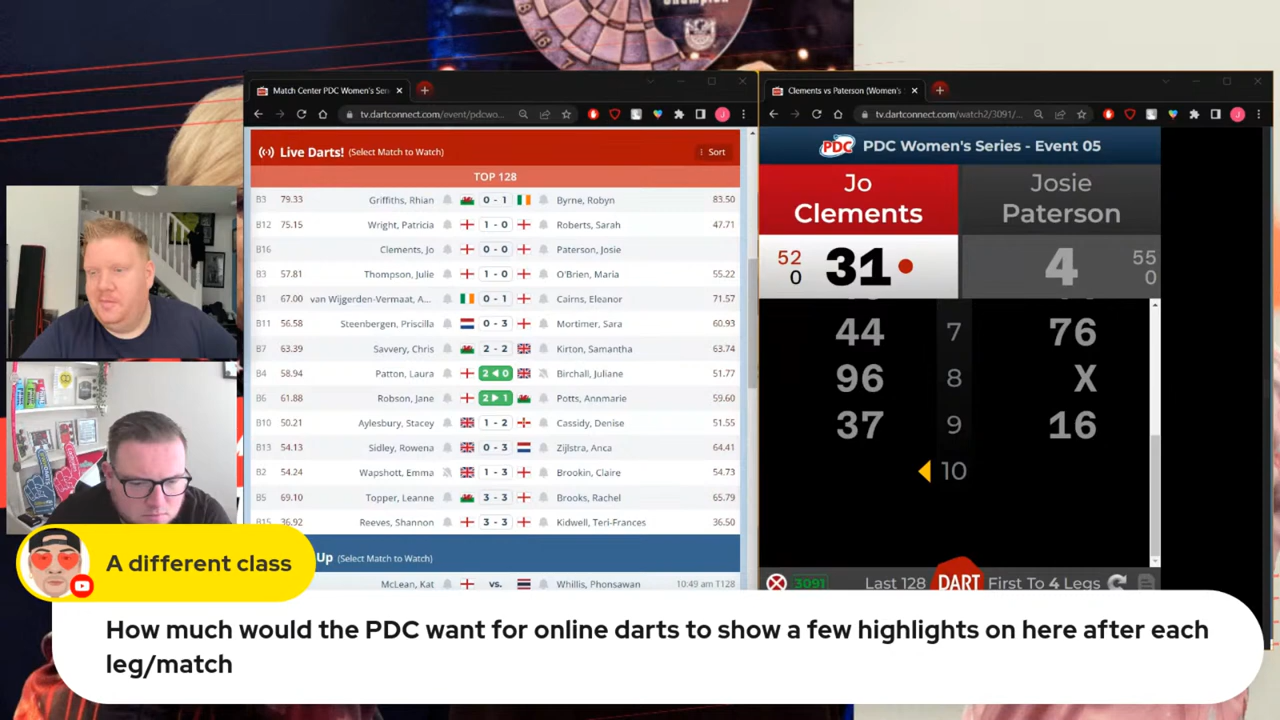 Match Center PDC Women's Ser
tv.dartconnect.com/event/pdcwo...
Live Darts! (Select Match to Watch)
Sort
TOP 128
B3 79.33 Griffiths, Rhian 0 - 1 Byrne, Robyn 83.50
B12 75.15 Wright, Patricia 1 - 0 Roberts, Sarah 47.71
B16 Clements, Jo 0 - 0 Paterson, Josie
B3 57.81 Thompson, Julie 1 - 0 O'Brien, Maria 55.22
B1 67.00 van Wijgerden-Vermaat, A... 0 - 1 Cairns, Eleanor 71.57
B11 56.58 Steenbergen, Priscilla 0 - 3 Mortimer, Sara 60.93
B7 63.39 Savvery, Chris 2 - 2 Kirton, Samantha 63.74
B4 58.94 Patton, Laura 2 ◀ 0 Birchall, Juliane 51.77
B6 61.88 Robson, Jane 2 ▶ 1 Potts, Annmarie 59.60
B10 50.21 Aylesbury, Stacey 1 - 2 Cassidy, Denise 51.55
B13 54.13 Sidley, Rowena 0 - 3 Zijlstra, Anca 64.41
B2 54.24 Wapshott, Emma 1 - 3 Brookin, Claire 54.73
B5 69.10 Topper, Leanne 3 - 3 Brooks, Rachel 65.79
B15 36.92 Reeves, Shannon 3 - 3 Kidwell, Teri-Frances 36.50
Up (Select Match to Watch)
McLean, Kat vs. Whillis, Phonsawan 10:49 am T128
Clements vs Paterson (Women's
tv.dartconnect.com/watch2/3091/...
PDC PDC Women's Series - Event 05
Jo Clements
Josie Paterson
52 0 31
4 55 0
44 7 76
96 8 X
37 9 16
10
3091 Last 128 DART First To 4 Legs
A different class
How much would the PDC want for online darts to show a few highlights on here after each
leg/match